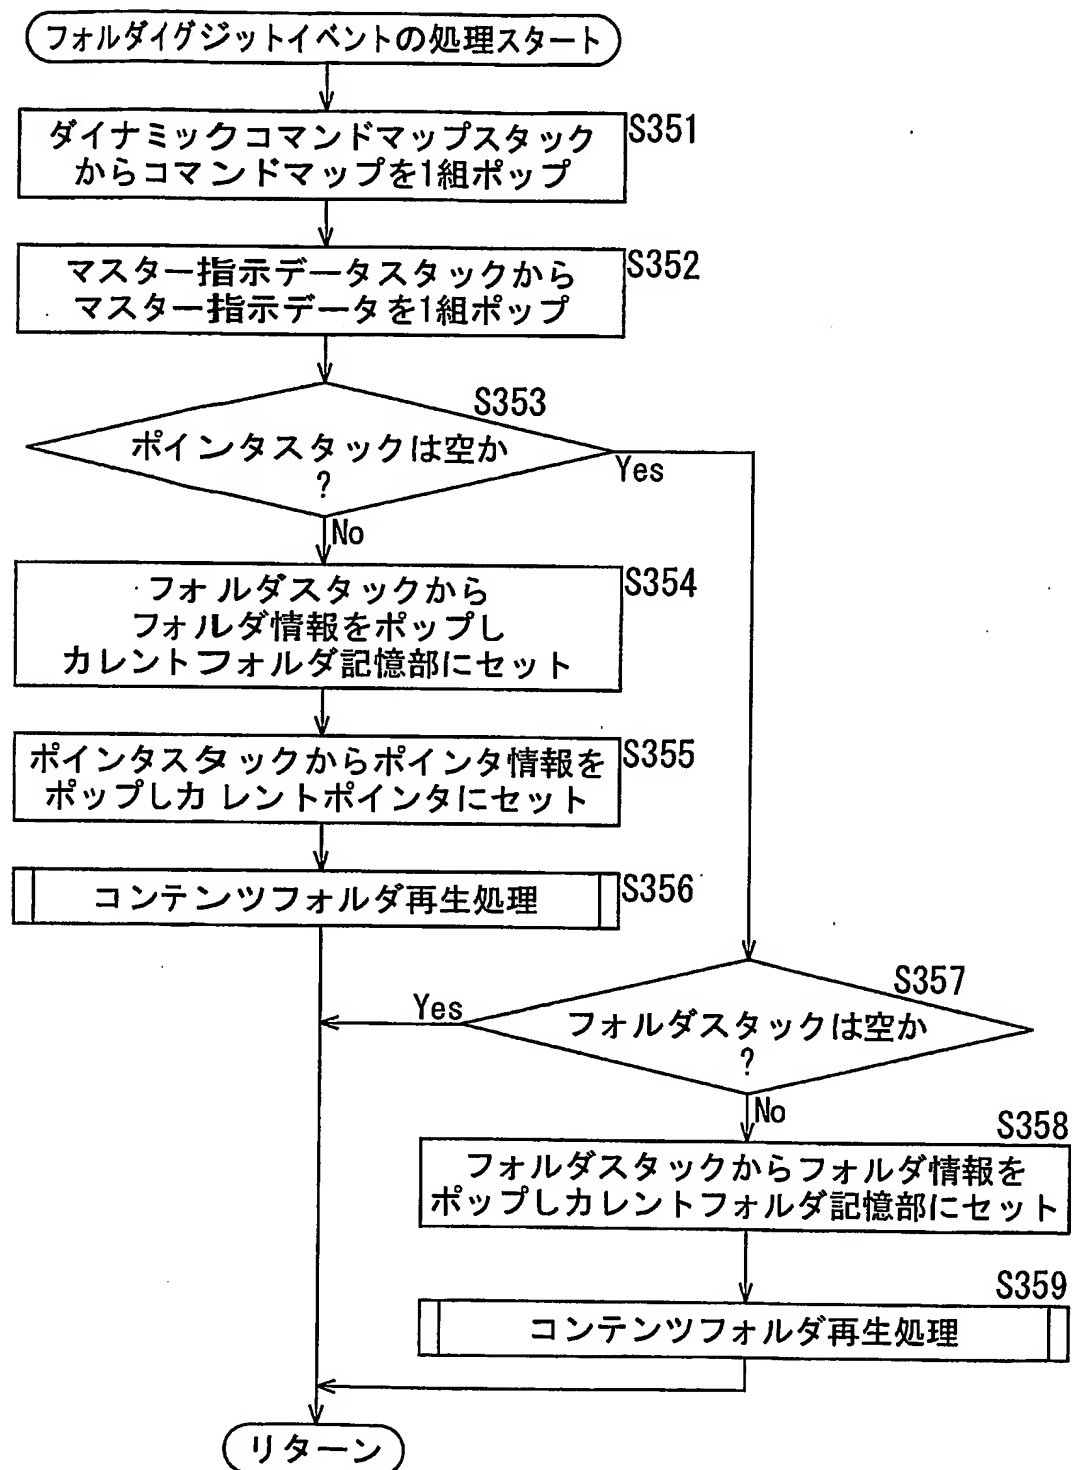 フォルダイグジットイベントの処理スタート
S351
ダイナミックコマンドマップスタック
からコマンドマップを1組ポップ
S352
マスター指示データスタックから
マスター指示データを1組ポップ
S353
ポインタスタックは空か
?
Yes
No
S354
フォルダスタックから
フォルダ情報をポップし
カレントフォルダ記憶部にセット
S355
ポインタスタックからポインタ情報を
ポップしカレントポインタにセット
S356
コンテンツフォルダ再生処理
S357
Yes
フォルダスタックは空か
?
No
S358
フォルダスタックからフォルダ情報を
ポップしカレントフォルダ記憶部にセット
S359
コンテンツフォルダ再生処理
リターン